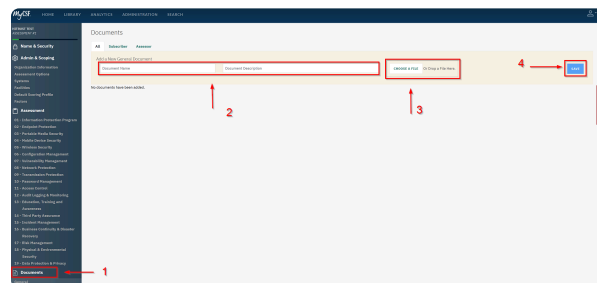 MyCSF HOME LIBRARY ANALYTICS ADMINISTRATION SEARCH
Name & Security
Admin & Scoping
Organization Information
Assessment Options
Systems
Facilities
Default Scoring Profile
Factors
Assessment
01 - Information Protection Program
02 - Endpoint Protection
03 - Portable Media Security
04 - Mobile Device Security
05 - Wireless Security
06 - Configuration Management
07 - Vulnerability Management
08 - Network Protection
09 - Transmission Protection
10 - Password Management
11 - Access Control
12 - Audit Logging & Monitoring
13 - Education, Training and
Awareness
14 - Third Party Assurance
15 - Incident Management
16 - Business Continuity & Disaster
Recovery
17 - Risk Management
18 - Physical & Environmental
Security
19 - Data Protection & Privacy
Documents
1
Documents
All Subscriber Assessor
Add a New General Document
Document Name Document Description
CHOOSE A FILE Or Drop a File Here.
4
No documents have been added.
2
3